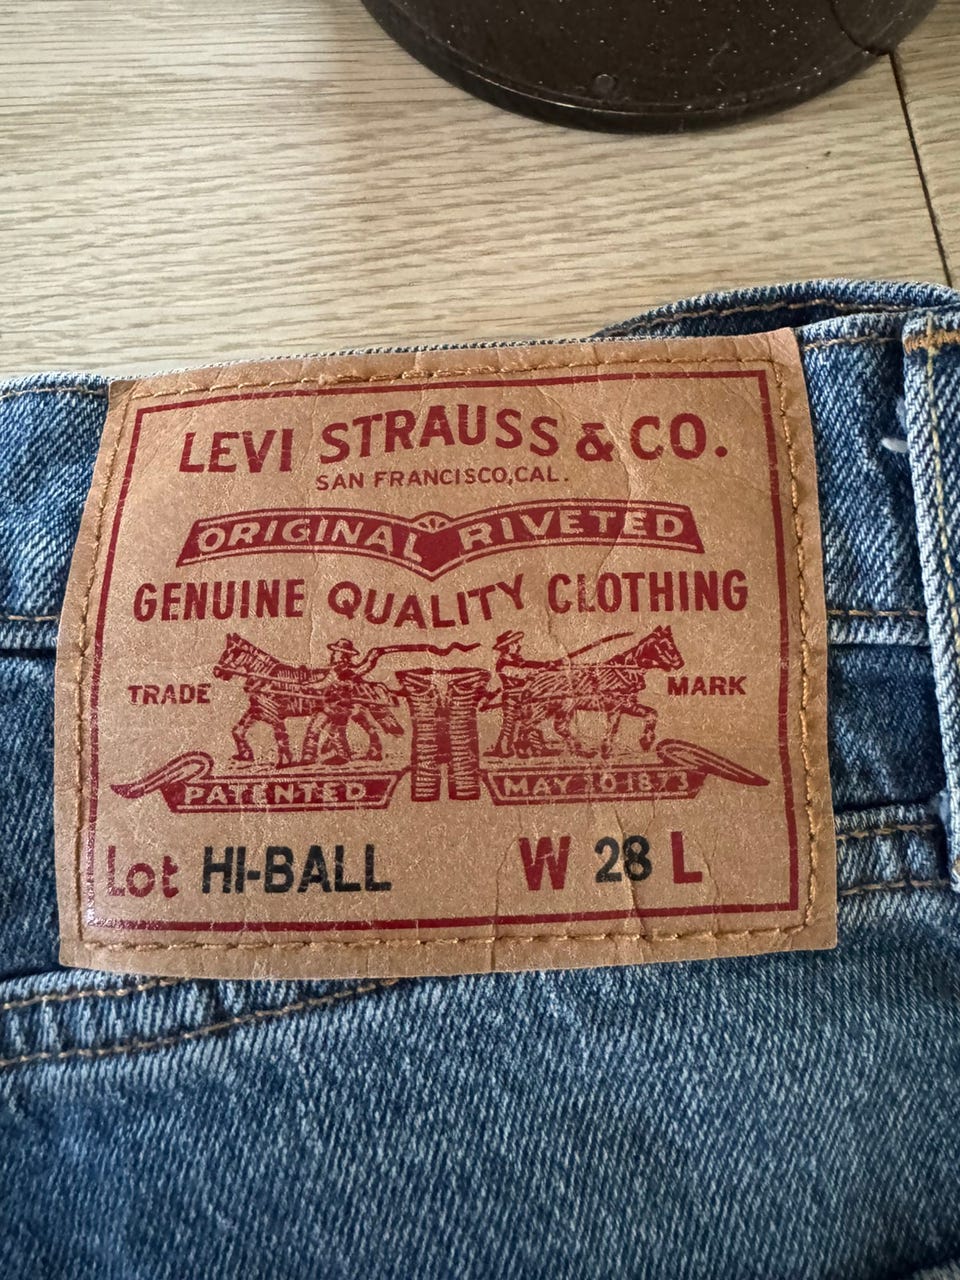 LEVI STRAUSS & CO.
SAN FRANCISCO, CAL.
ORIGINAL RIVETED
GENUINE QUALITY CLOTHING
TRADE MARK
PATENTED MAY 20 1873
Lot HI-BALL W 28 L